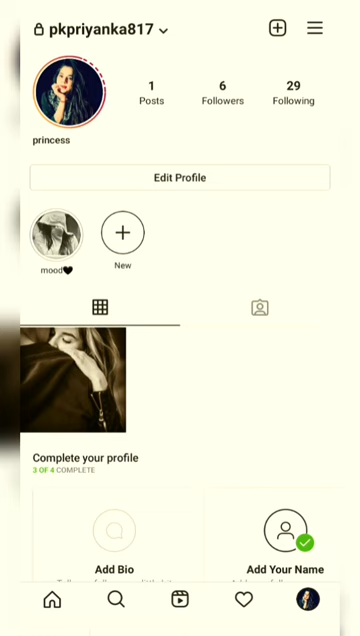 pkpriyanka817
1 6 29
Posts Followers Following
princess
Edit Profile
mood🖤 New
Complete your profile
3 OF 4 COMPLETE
Add Bio Add Your Name